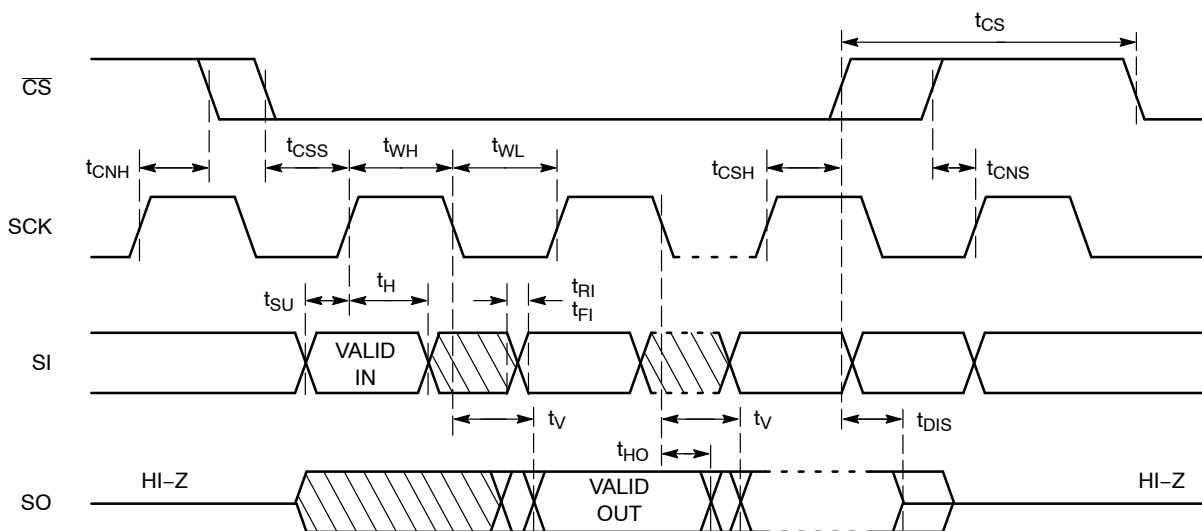 tCS
CS
tCNH
tCSS
tWH
tWL
tCSH
tCNS
SCK
tSU
tH
tRI
tFI
SI
VALID
IN
tV
tV
tDIS
tHO
HI–Z
HI–Z
SO
VALID
OUT